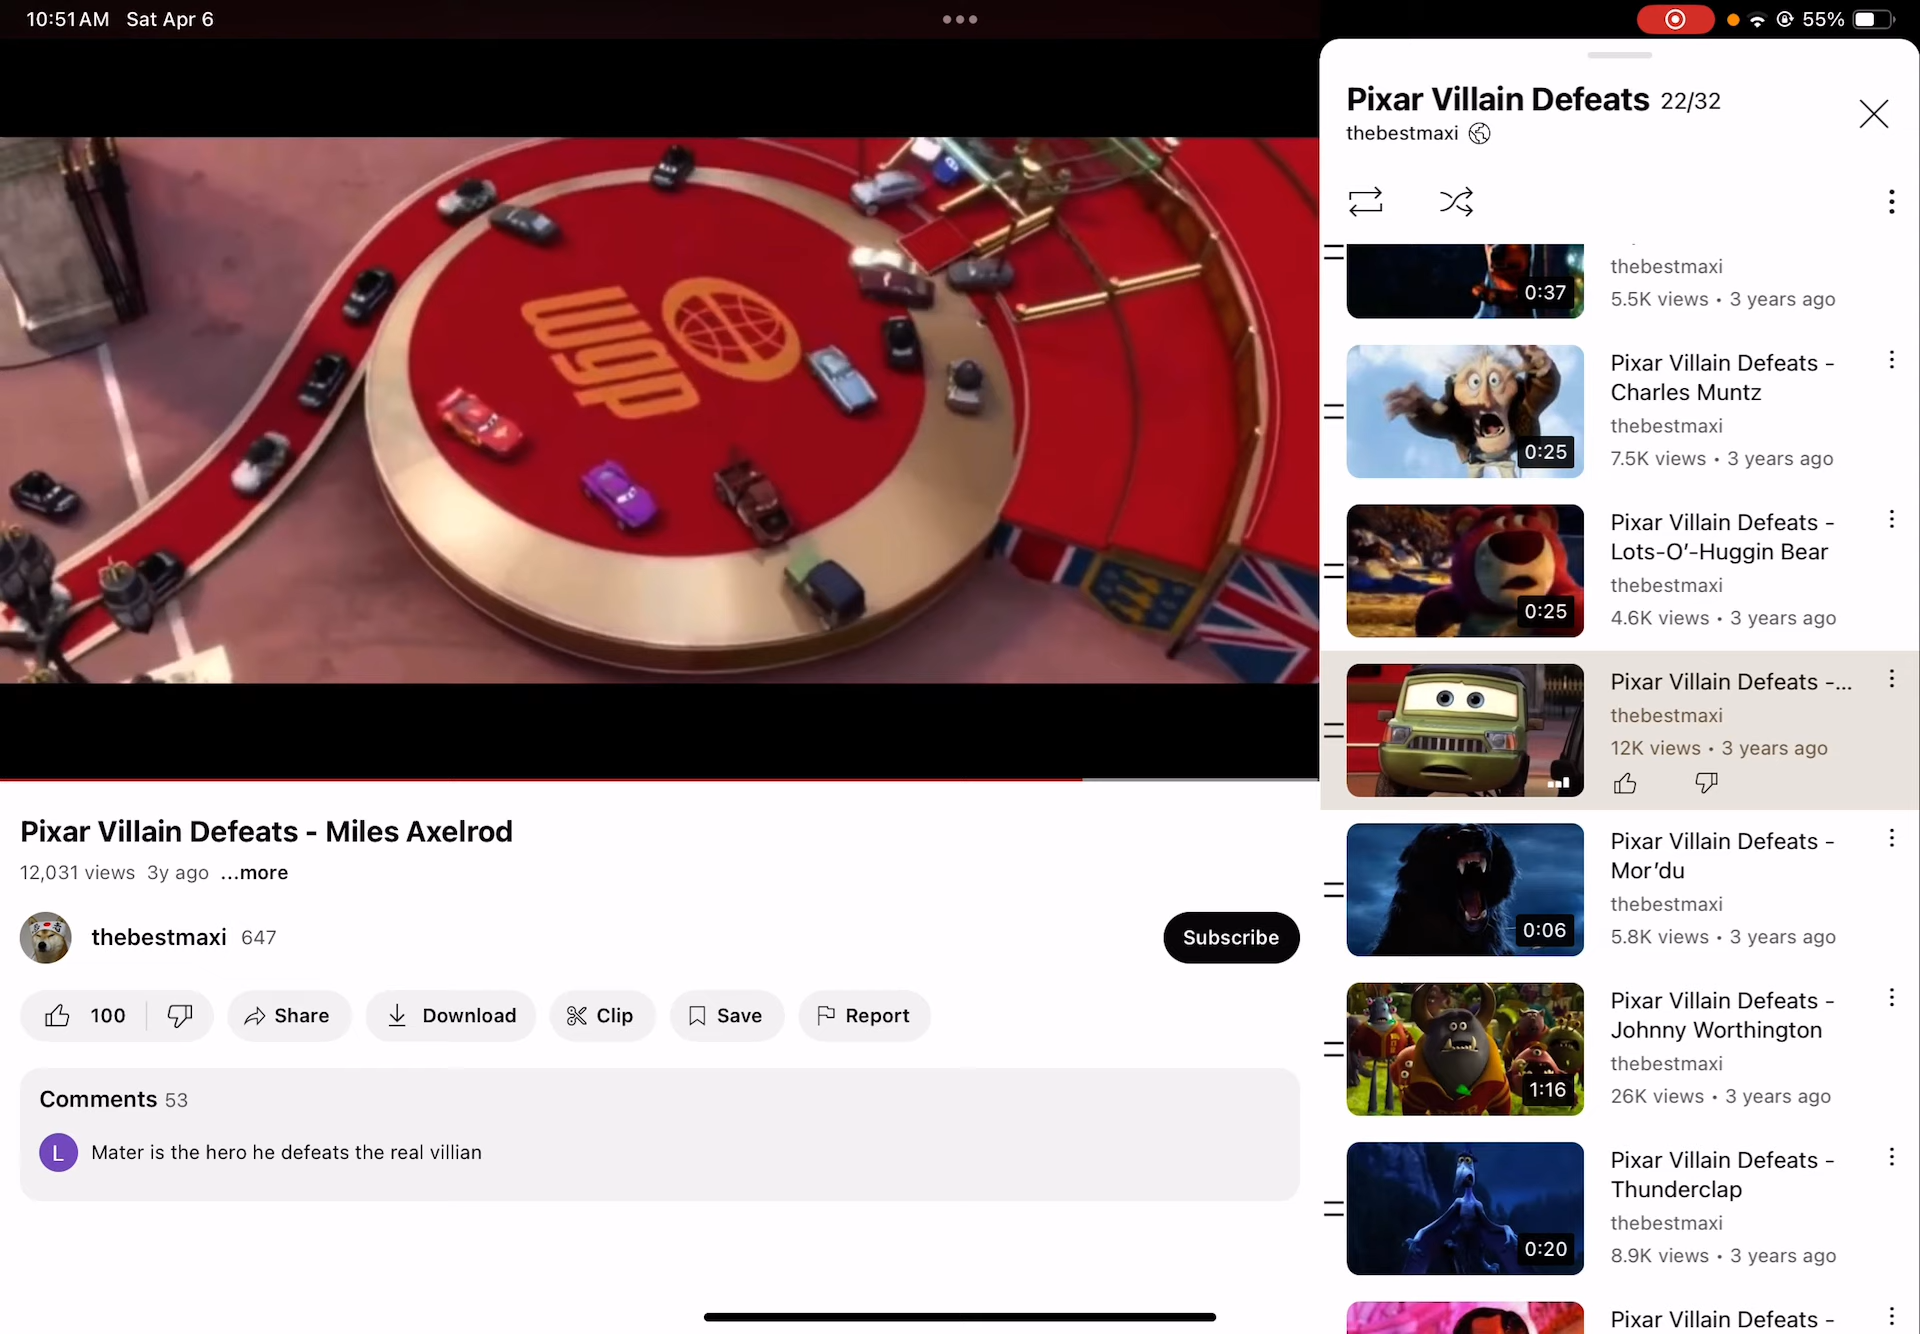 10:51 AM Sat Apr 6
55%
wgp
Pixar Villain Defeats - Miles Axelrod
12,031 views 3y ago ...more
thebestmaxi 647
Subscribe
100
Share
Download
Clip
Save
Report
Comments 53
L
Mater is the hero he defeats the real villian
Pixar Villain Defeats 22/32
thebestmaxi
0:37
thebestmaxi
5.5K views • 3 years ago
0:25
Pixar Villain Defeats -
Charles Muntz
thebestmaxi
7.5K views • 3 years ago
0:25
Pixar Villain Defeats -
Lots-O'-Huggin Bear
thebestmaxi
4.6K views • 3 years ago
Pixar Villain Defeats -...
thebestmaxi
12K views • 3 years ago
0:06
Pixar Villain Defeats -
Mor'du
thebestmaxi
5.8K views • 3 years ago
1:16
Pixar Villain Defeats -
Johnny Worthington
thebestmaxi
26K views • 3 years ago
0:20
Pixar Villain Defeats -
Thunderclap
thebestmaxi
8.9K views • 3 years ago
Pixar Villain Defeats -